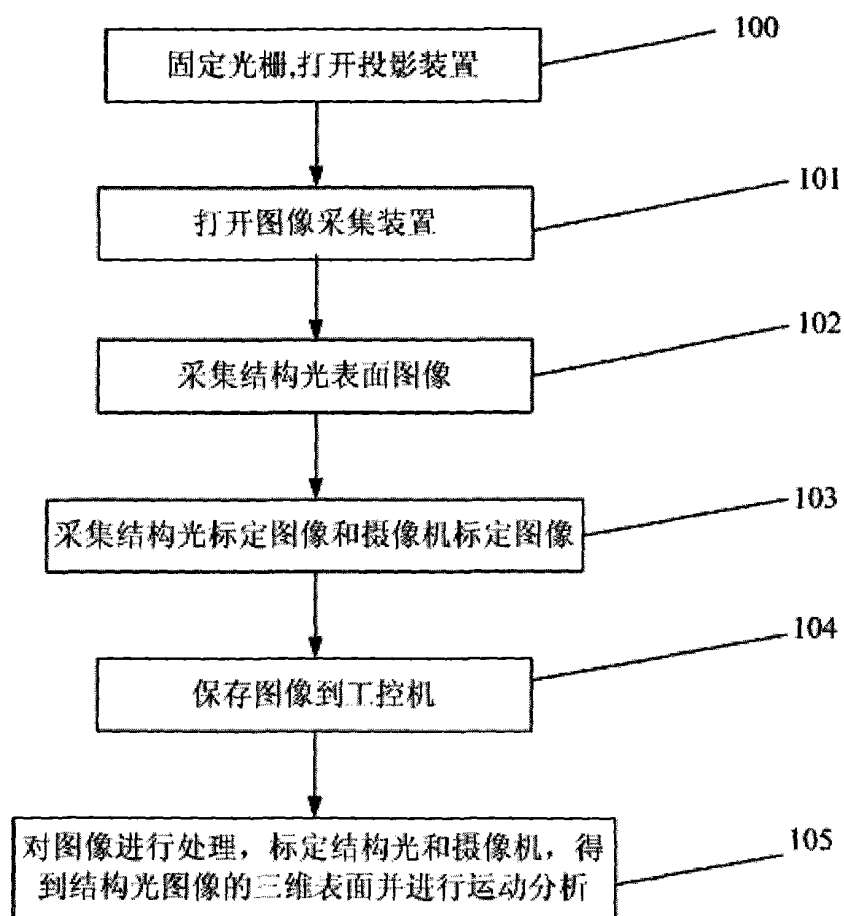 100
固定光栅,打开投影装置
101
打开图像采集装置
102
采集结构光表面图像
103
采集结构光标定图像和摄像机标定图像
104
保存图像到工控机
105
对图像进行处理，标定结构光和摄像机，得
到结构光图像的三维表面并进行运动分析